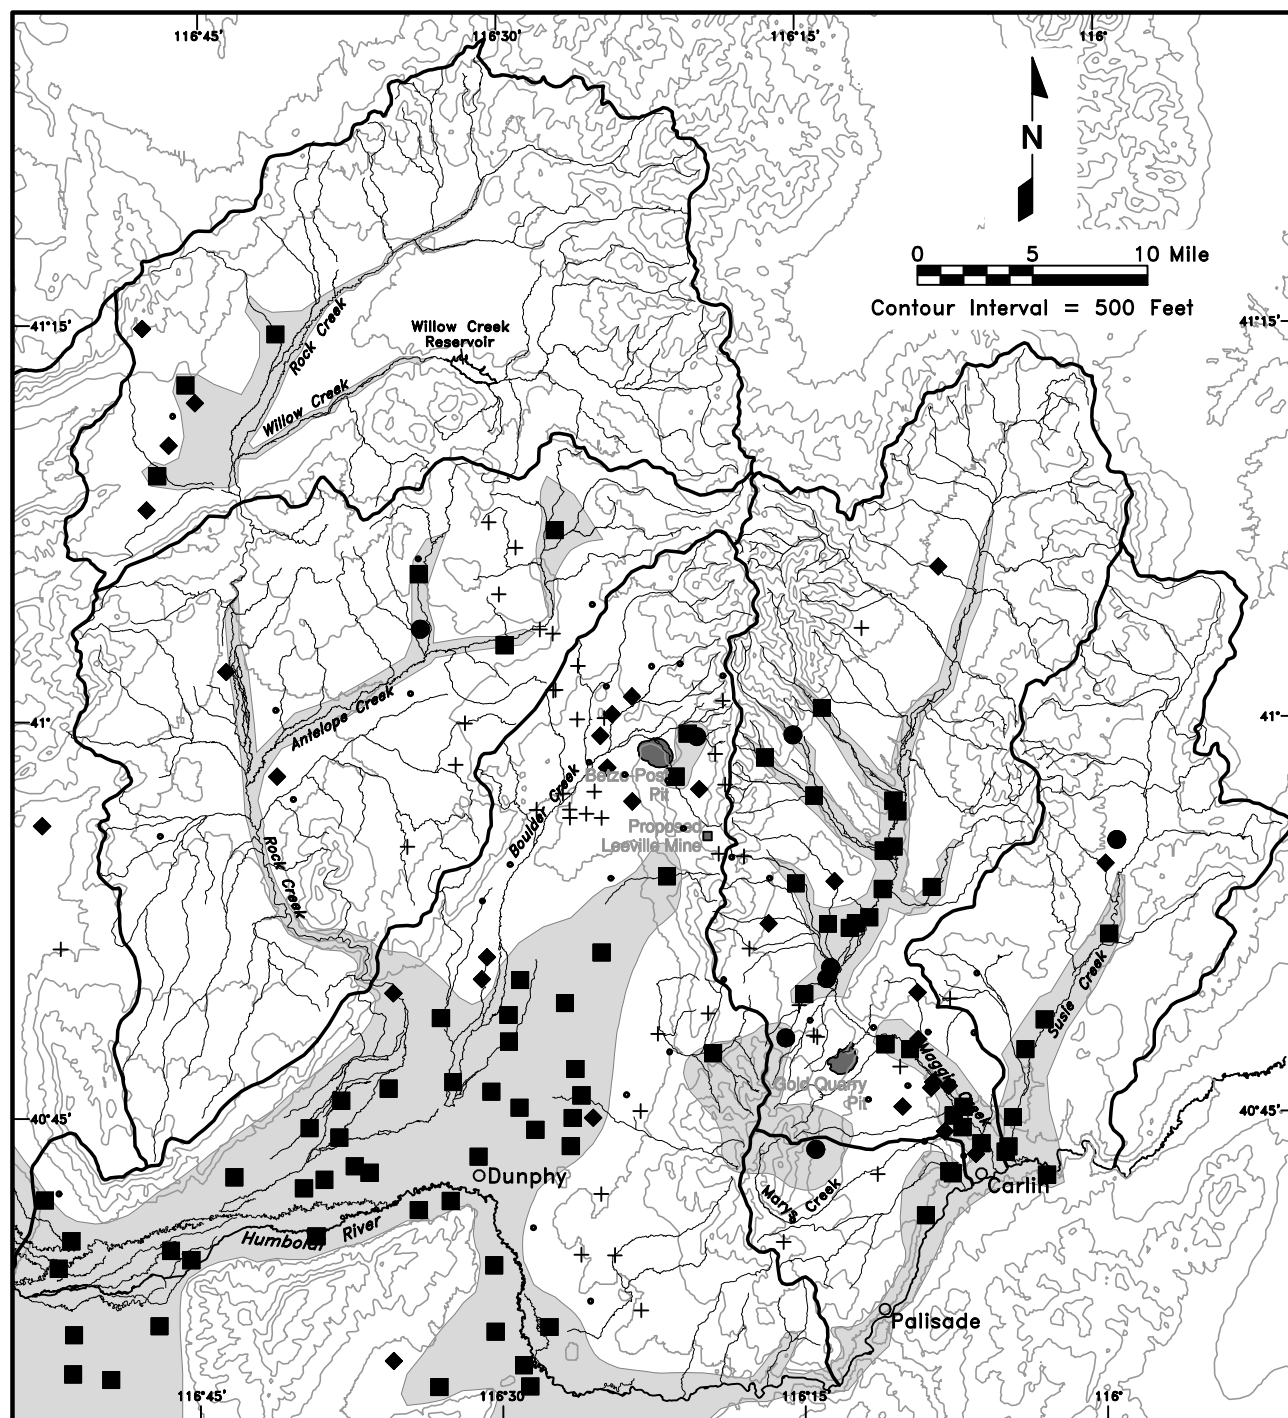 116°45'
116°30'
116°15'
116°
N
0 5 10 Mile
Contour Interval = 500 Feet
41°15'
41°15'
Rock Creek
Willow Creek
Reservoir
Willow Creek
41°
41°
Antelope Creek
Betze-Post
Pit
Boulder Creek
Proposed
Leeville Mine
Rock Creek
Susie Creek
Maggie Creek
Gold Quarry
Pit
40°45'
40°45'
Dunphy
Carlin
Marys Creek
Humboldt River
Palisade
116°45'
116°30'
116°15'
116°